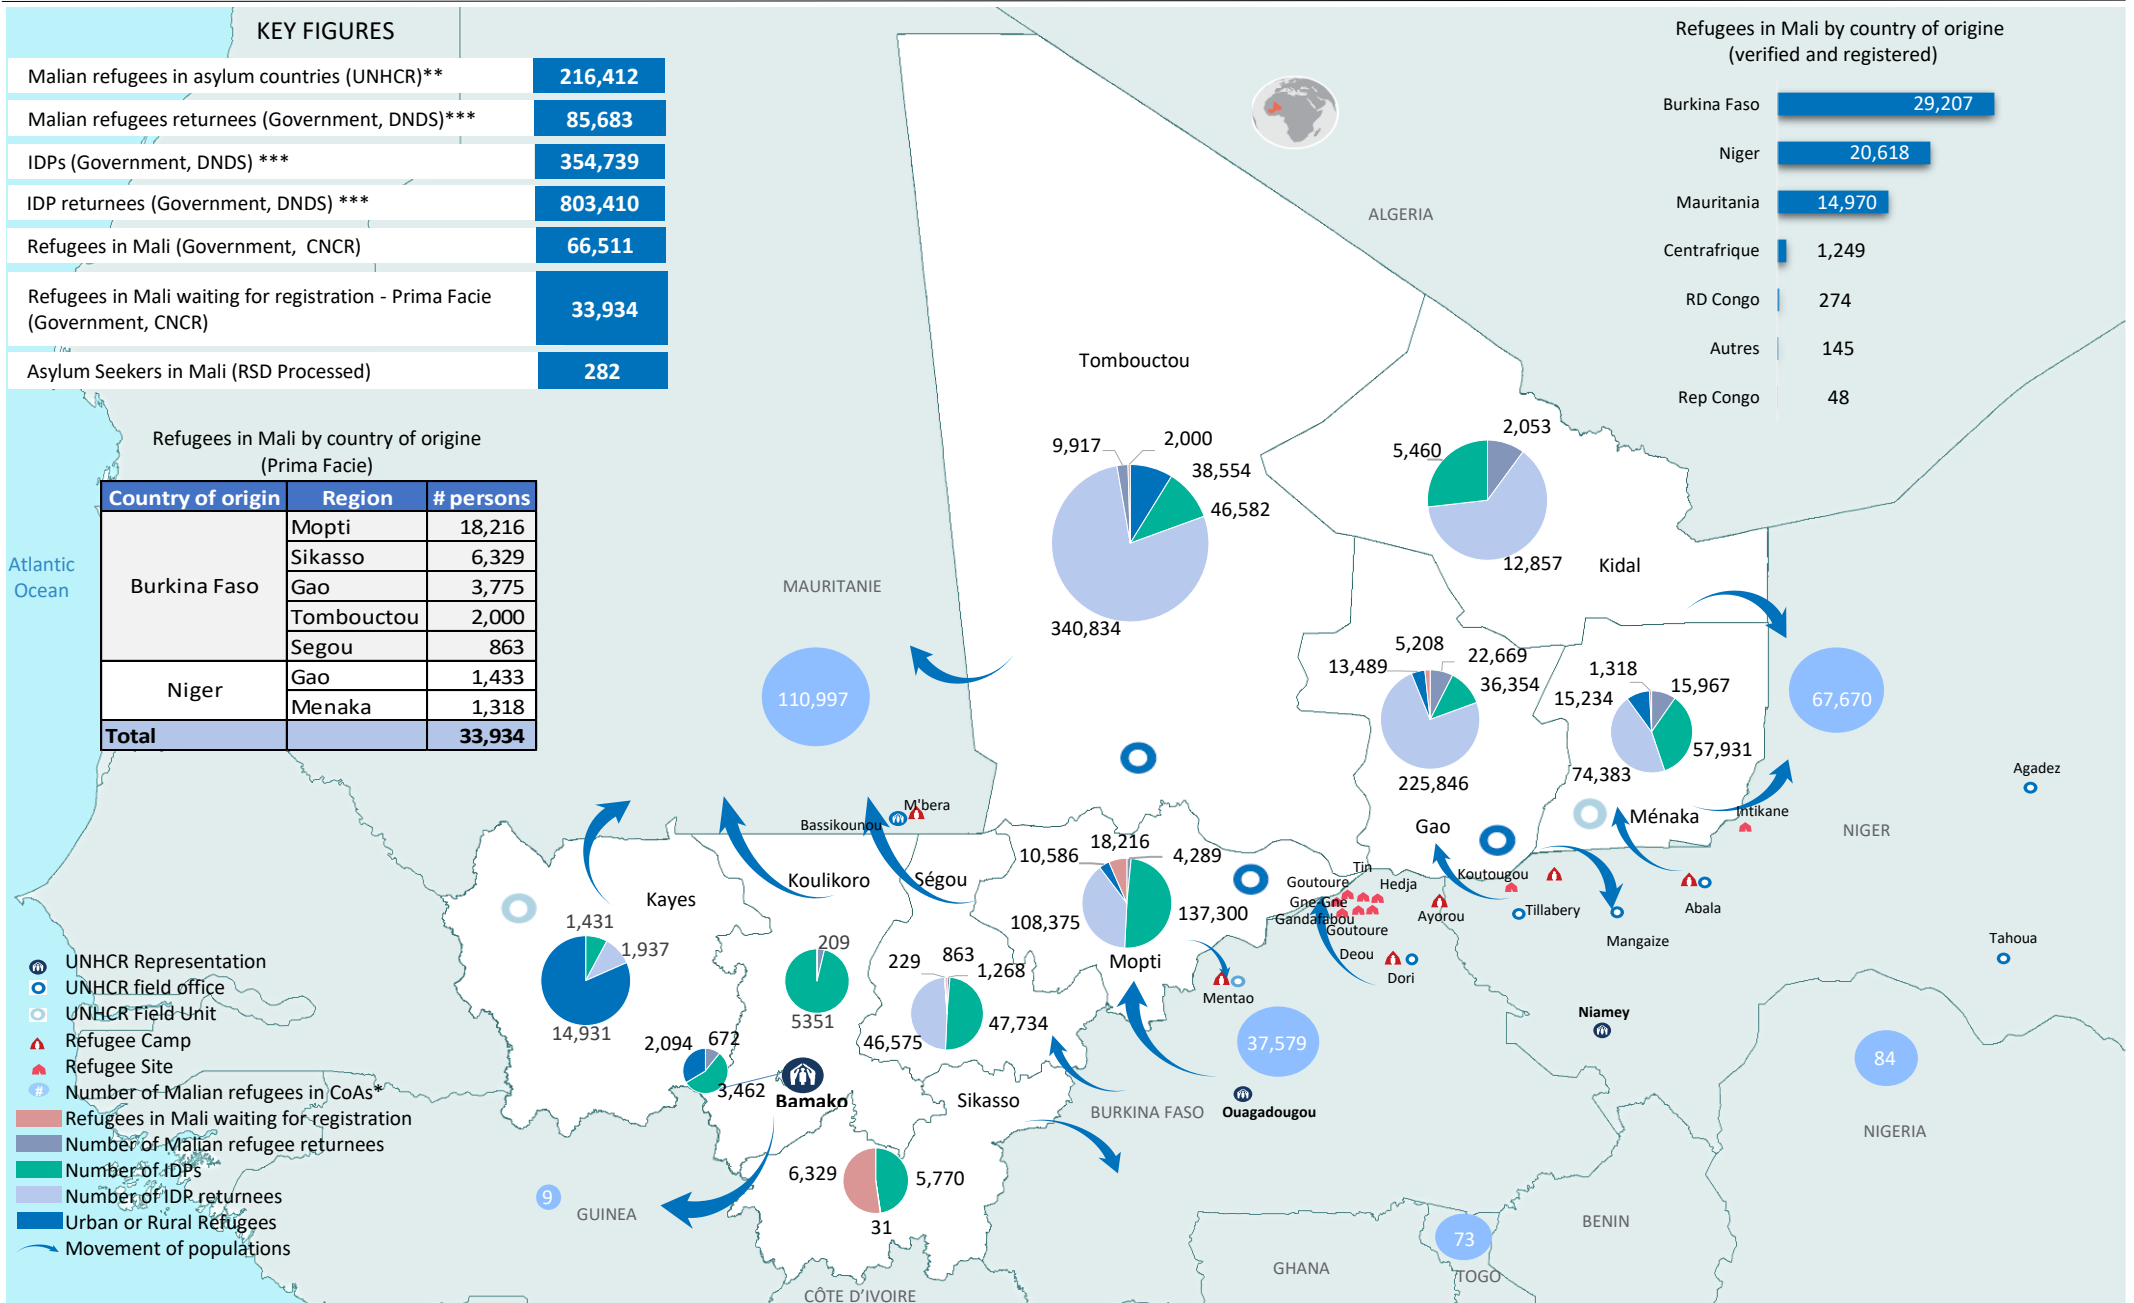 KEY FIGURES
Malian refugees in asylum countries (UNHCR)** 216,412
Malian refugees returnees (Government, DNDS)*** 85,683
IDPs (Government, DNDS) *** 354,739
IDP returnees (Government, DNDS) *** 803,410
Refugees in Mali (Government, CNCR) 66,511
Refugees in Mali waiting for registration - Prima Facie
(Government, CNCR) 33,934
Asylum Seekers in Mali (RSD Processed) 282
Refugees in Mali by country of origine
(verified and registered)
Burkina Faso 29,207
Niger 20,618
Mauritania 14,970
Centrafrique 1,249
RD Congo 274
Autres 145
Rep Congo 48
Refugees in Mali by country of origine
(Prima Facie)
Country of origin Region # persons
Burkina Faso
Mopti 18,216
Sikasso 6,329
Gao 3,775
Tombouctou 2,000
Segou 863
Niger
Gao 1,433
Menaka 1,318
Total 33,934
Atlantic
Ocean
ALGERIA
MAURITANIE
110,997
Tombouctou
9,917
2,000
38,554
46,582
340,834
Kidal
2,053
5,460
12,857
Gao
5,208
13,489
22,669
36,354
225,846
Ménaka
1,318
15,234
15,967
57,931
74,383
67,670
NIGER
Agadez
Intikane
Abala
Tahoua
Mangaize
Tillabery
Koutougou
Ayorou
Tin
Hedja
Goutoure
Gne-Gne
Gandafabou
Goutoure
Deou
Dori
Mentao
Niamey
M'bera
Bassikounou
Kayes
1,431
1,937
14,931
Koulikoro
209
5351
Ségou
229
863
1,268
47,734
46,575
Mopti
10,586
18,216
4,289
137,300
108,375
2,094
672
3,462
Bamako
Sikasso
6,329
5,770
31
37,579
BURKINA FASO
Ouagadougou
84
NIGERIA
BENIN
73
TOGO
GHANA
CÔTE D'IVOIRE
9
GUINEA
UNHCR Representation
UNHCR field office
UNHCR Field Unit
Refugee Camp
Refugee Site
# Number of Malian refugees in CoAs*
Refugees in Mali waiting for registration
Number of Malian refugee returnees
Number of IDPs
Number of IDP returnees
Urban or Rural Refugees
Movement of populations